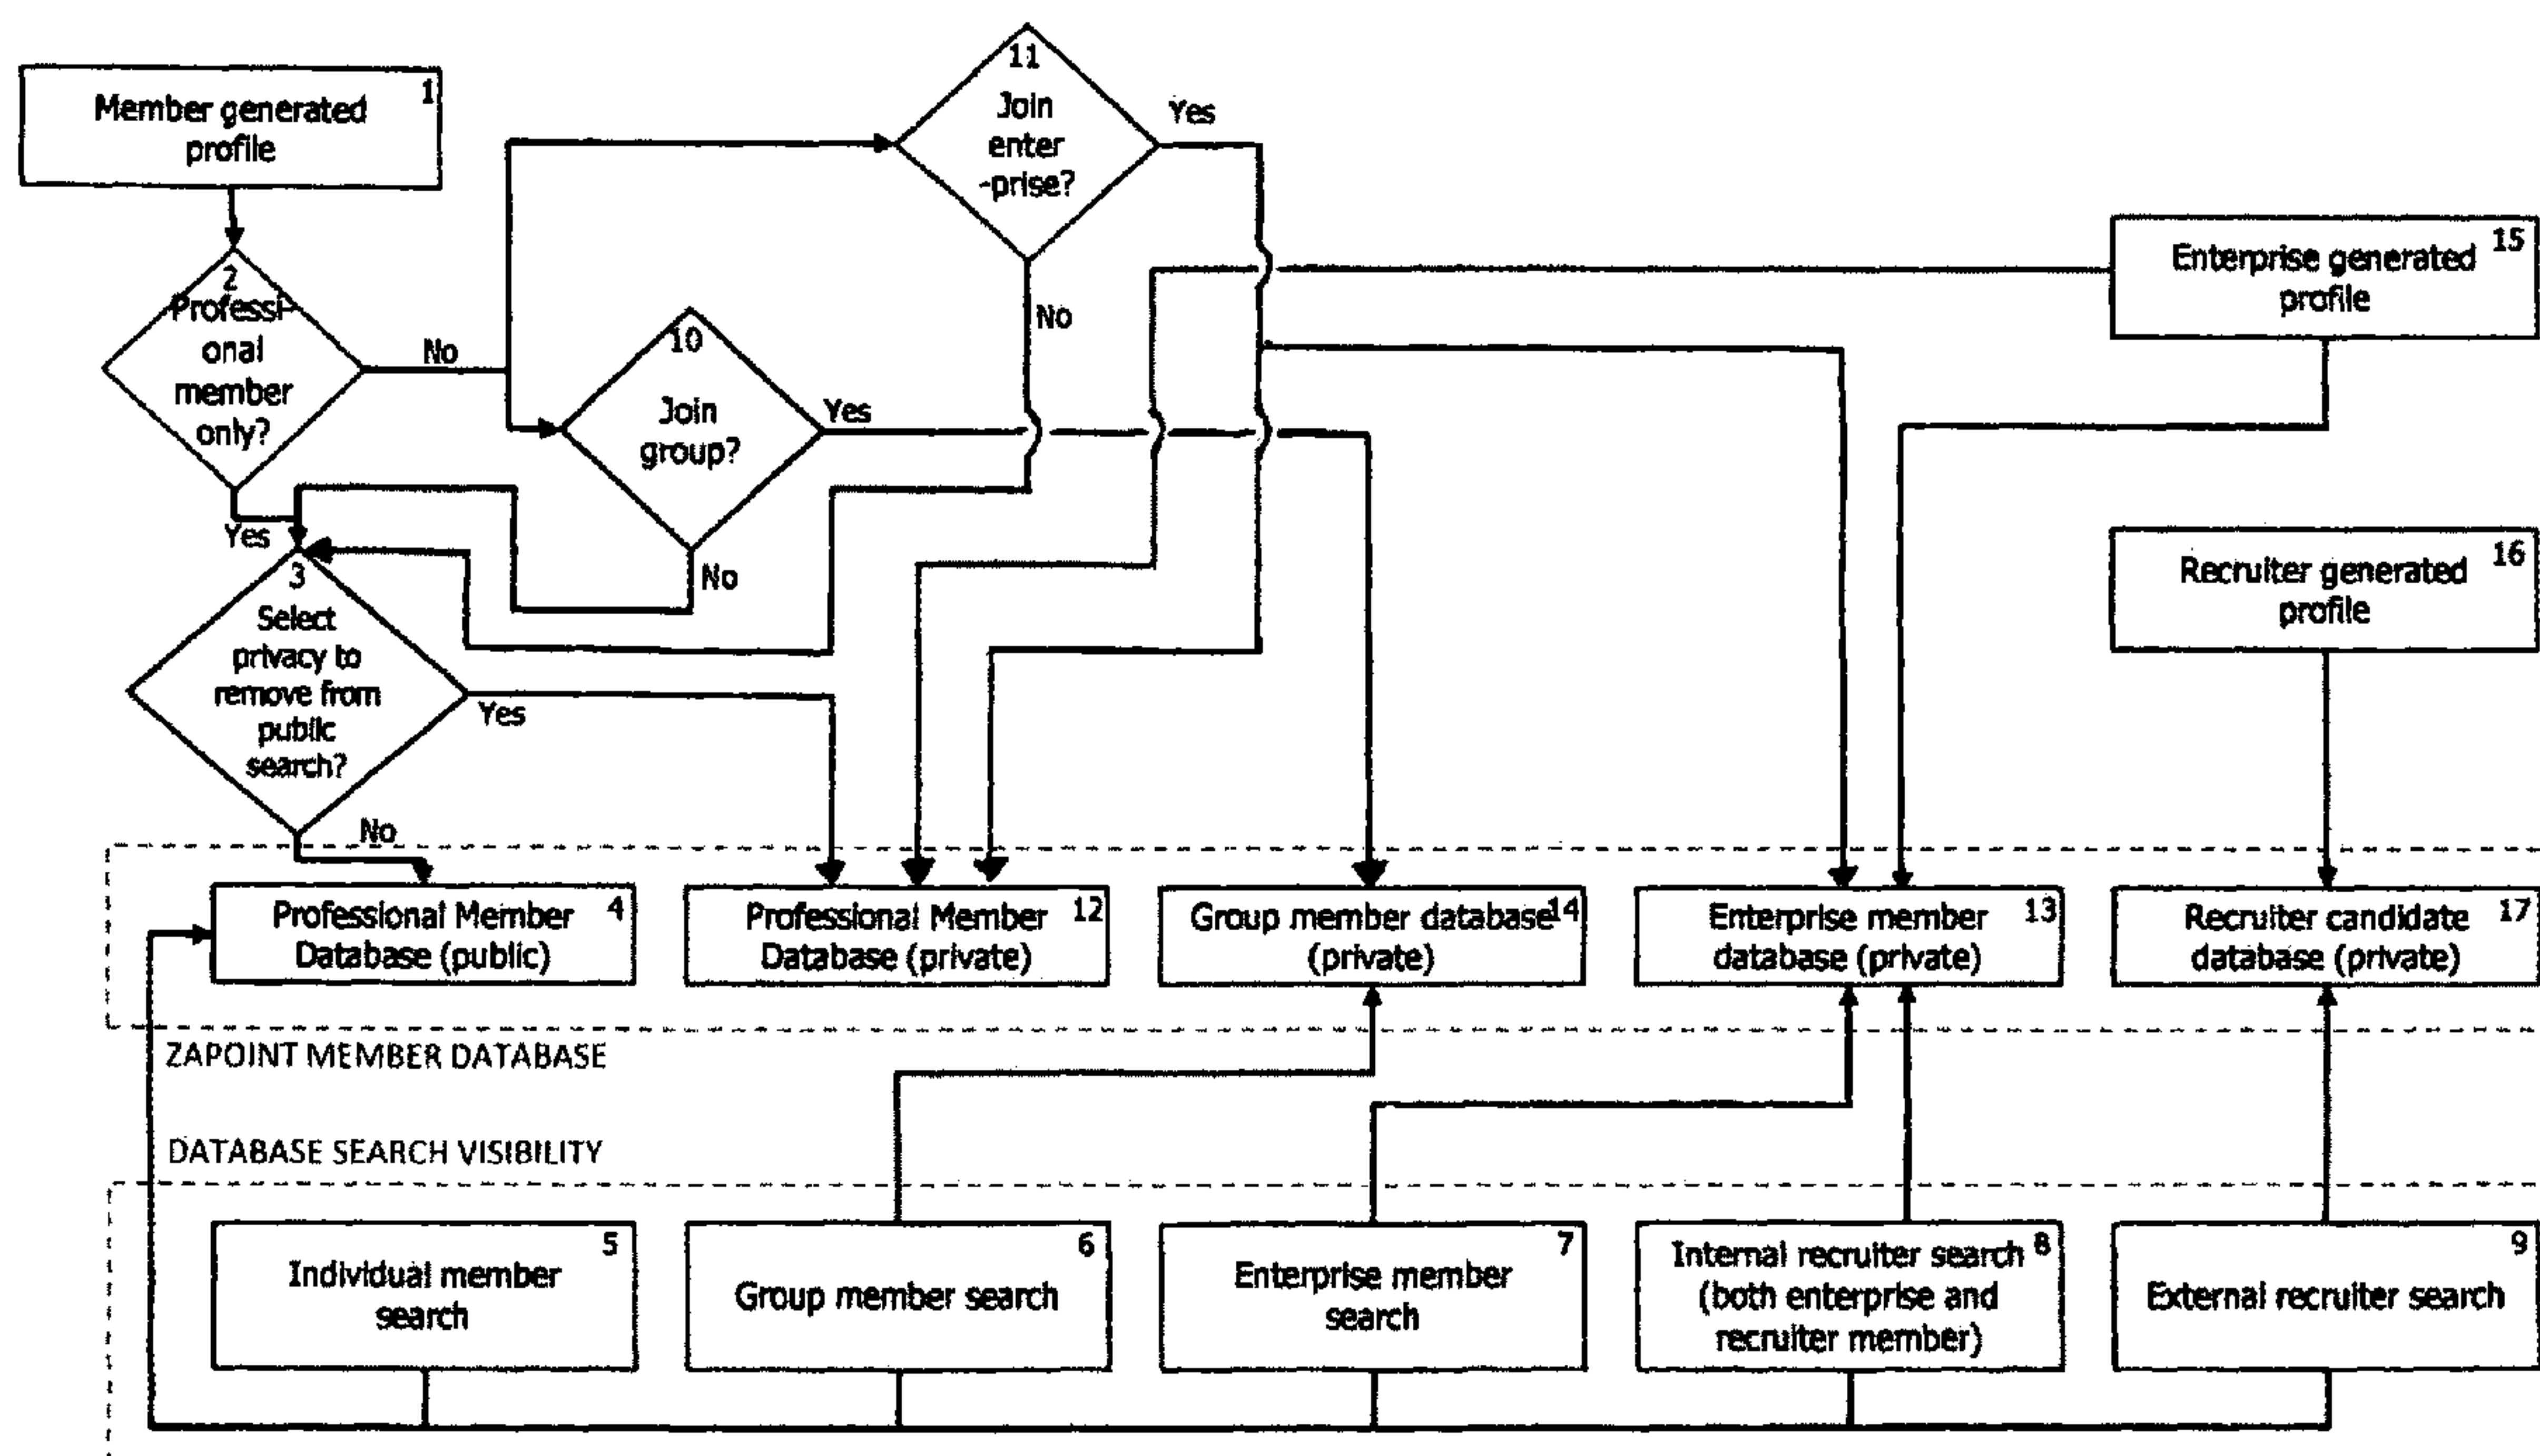 1
Member generated
profile
2
Professi-
onal
member
only?
No
Yes
11
Join
enter
-prise?
Yes
No
10
Join
group?
Yes
No
15
Enterprise generated
profile
16
Recruiter generated
profile
3
Select
privacy to
remove from
public
search?
Yes
No
Professional Member 4
Database (public)
Professional Member 12
Database (private)
Group member database 14
(private)
Enterprise member 13
database (private)
Recruiter candidate 17
database (private)
ZAPOINT MEMBER DATABASE
DATABASE SEARCH VISIBILITY
5
Individual member
search
6
Group member search
7
Enterprise member
search
Internal recruiter search 8
(both enterprise and
recruiter member)
9
External recruiter search